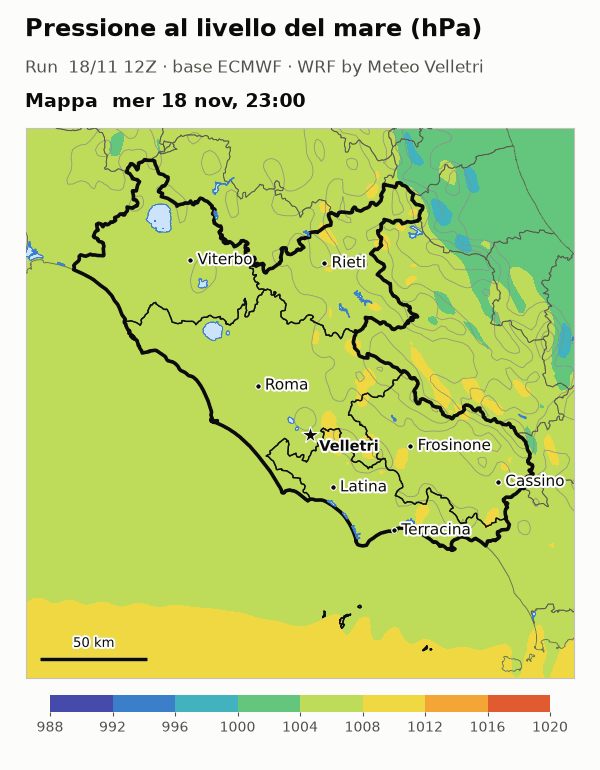 Pressione al livello del mare (hPa)
Run  18/11 12Z · base ECMWF · WRF by Meteo Velletri
Mappa  mer 18 nov, 23:00
Viterbo
Rieti
Roma
Velletri
Frosinone
Cassino
Latina
Terracina
50 km
988 992 996 1000 1004 1008 1012 1016 1020